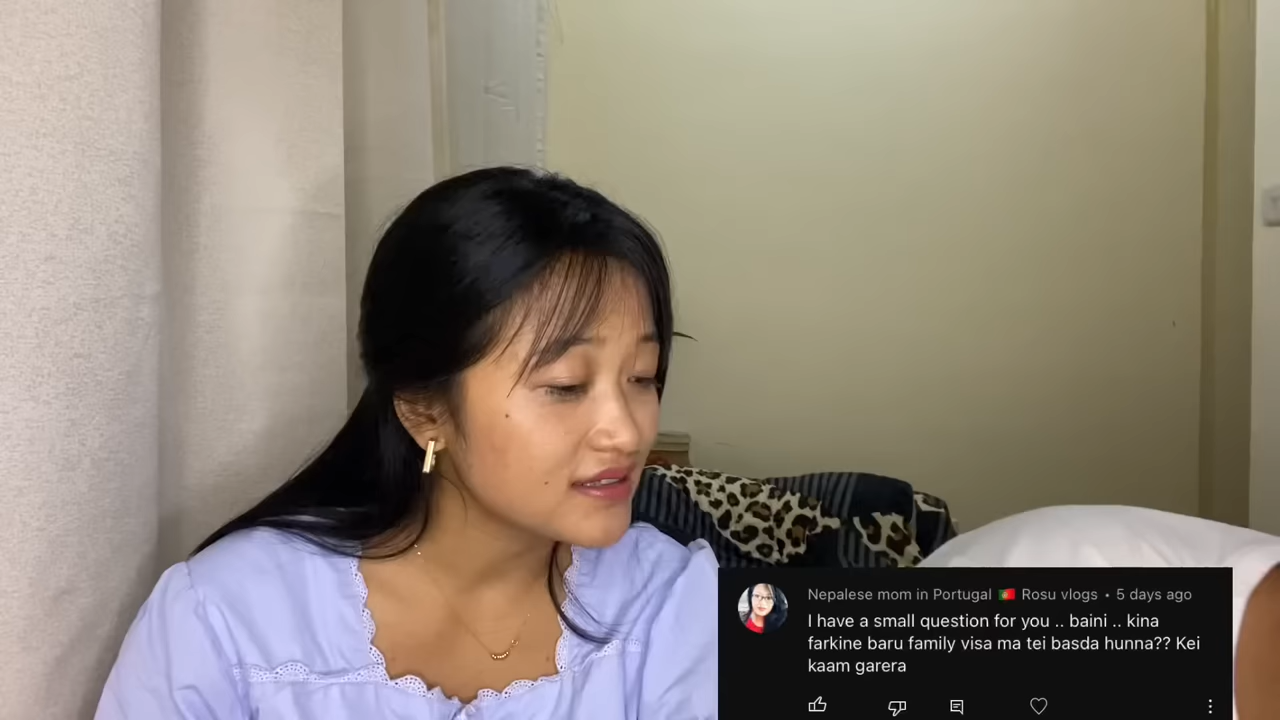 Nepalese mom in Portugal 🇵🇹 Rosu vlogs • 5 days ago
I have a small question for you .. baini .. kina
farkine baru family visa ma tei basda hunna?? Kei
kaam garera